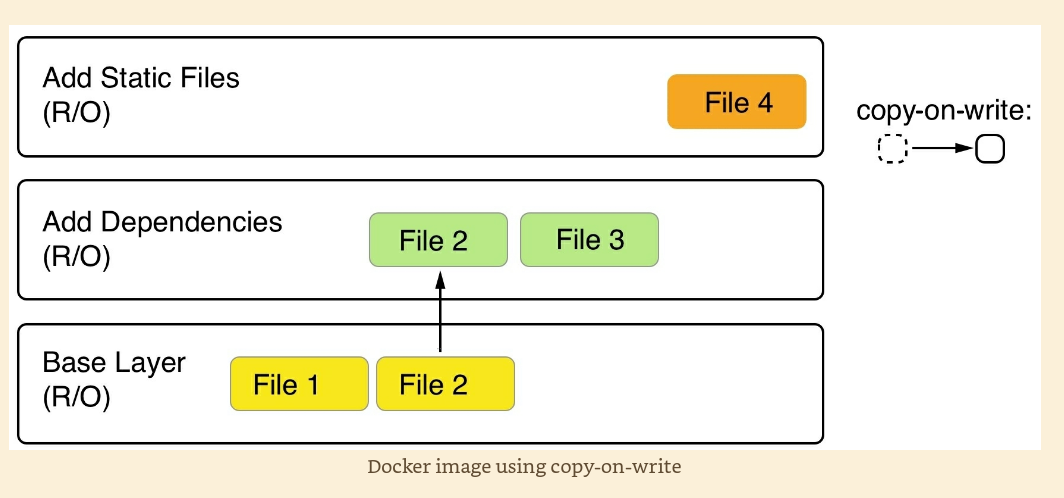 Add Static Files
(R/O)
File 4
copy-on-write:
Add Dependencies
(R/O)
File 2
File 3
Base Layer
(R/O)
File 1
File 2
Docker image using copy-on-write